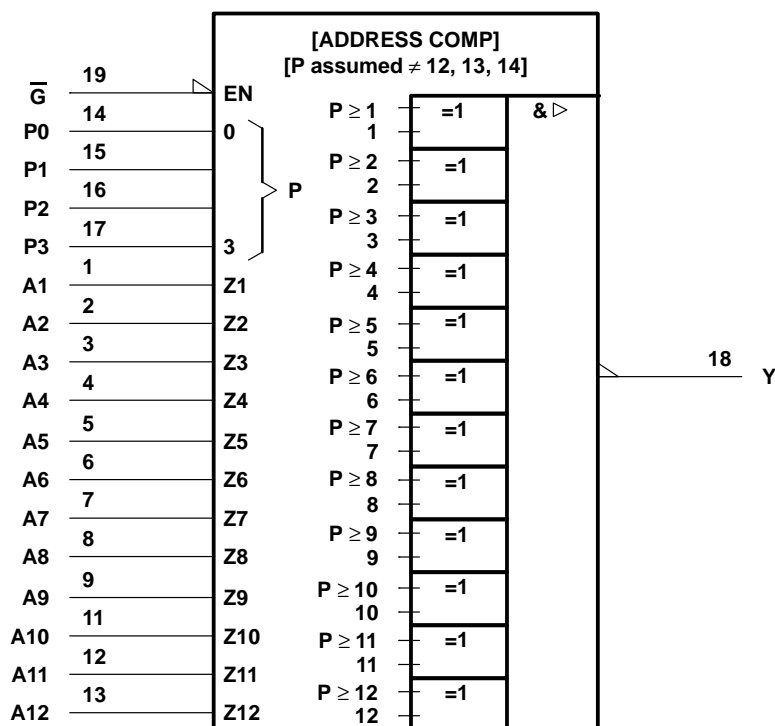 [ADDRESS COMP]
[P assumed ≠ 12, 13, 14]
G̅ 19 EN
P0 14 0
P1 15
P2 16
P3 17 3
P
A1 1 Z1
A2 2 Z2
A3 3 Z3
A4 4 Z4
A5 5 Z5
A6 6 Z6
A7 7 Z7
A8 8 Z8
A9 9 Z9
A10 11 Z10
A11 12 Z11
A12 13 Z12
P ≥ 1 =1 &
1
P ≥ 2 =1
2
P ≥ 3 =1
3
P ≥ 4 =1
4
P ≥ 5 =1
5
P ≥ 6 =1
6
P ≥ 7 =1
7
P ≥ 8 =1
8
P ≥ 9 =1
9
P ≥ 10 =1
10
P ≥ 11 =1
11
P ≥ 12 =1
12
18 Y